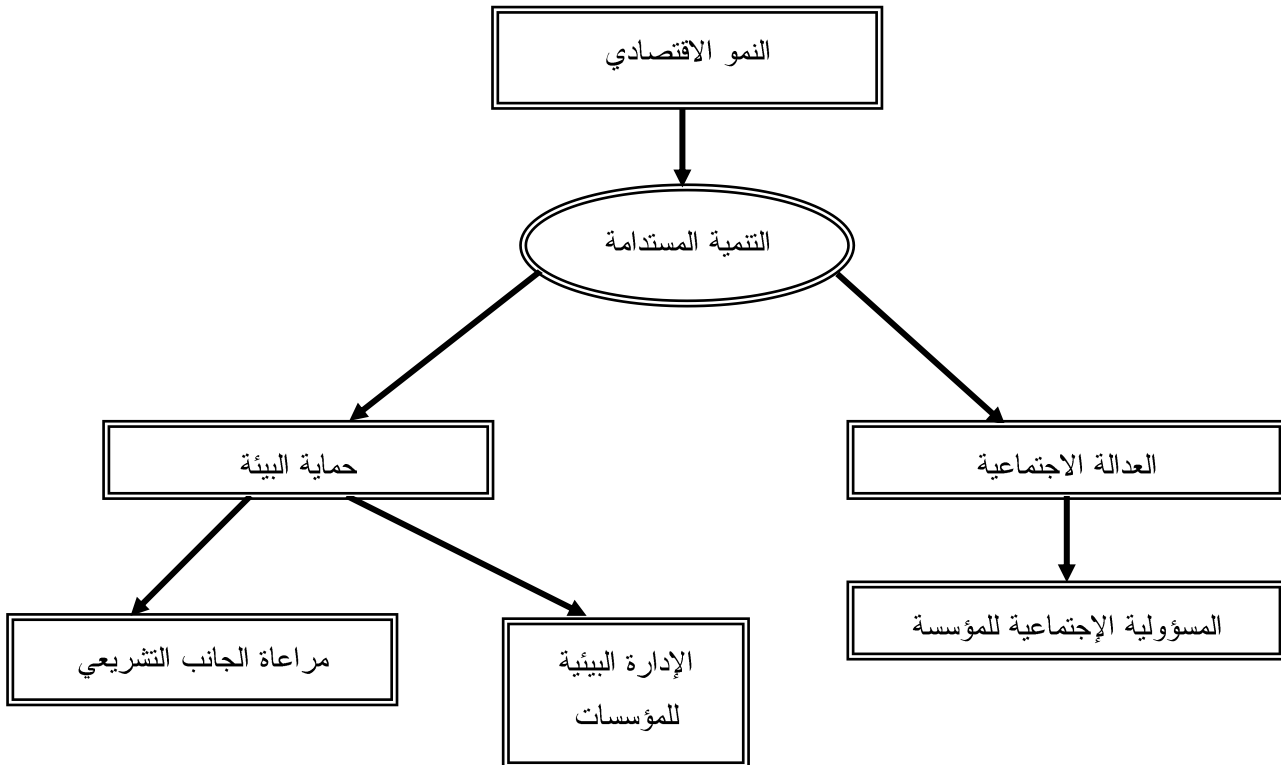 النمو الاقتصادي
التنمية المستدامة
العدالة الاجتماعية
حماية البيئة
المسؤولية الإجتماعية للمؤسسة
الإدارة البيئية
للمؤسسات
مراعاة الجانب التشريعي